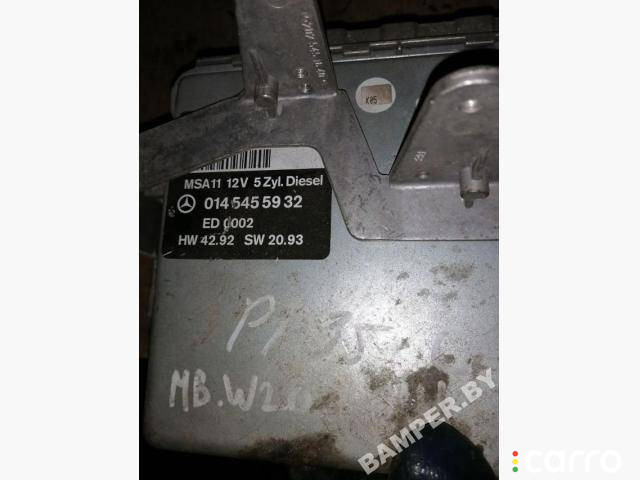 K05
MSA11 12V 5 Zyl. Diesel
014 545 59 32
ED 0002
HW 42.92 SW 20.93
MB.W20
BAMPER.BY
carro